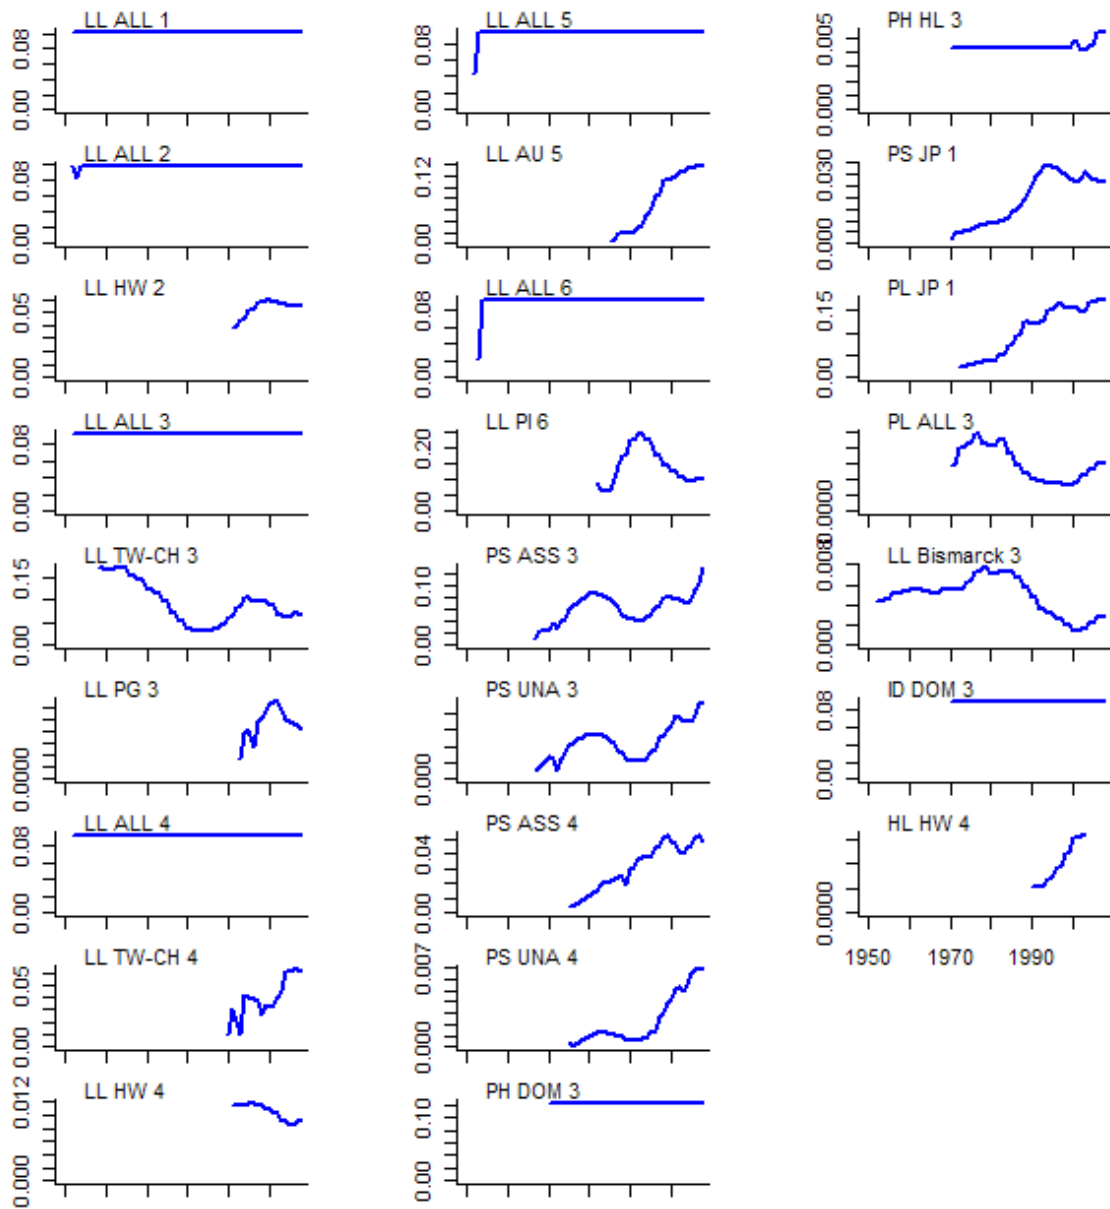 LL ALL 1
0.08
0.00
LL ALL 2
0.08
0.00
LL HW 2
0.05
0.00
LL ALL 3
0.08
0.00
LL TW-CH 3
0.15
0.00
LL PG 3
0.0000
LL ALL 4
0.08
0.00
LL TW-CH 4
0.05
0.00
LL HW 4
0.012
0.000
LL ALL 5
0.08
0.00
LL AU 5
0.12
0.00
LL ALL 6
0.08
0.00
LL PI 6
0.20
0.00
PS ASS 3
0.10
0.00
PS UNA 3
0.000
PS ASS 4
0.04
0.00
PS UNA 4
0.007
0.000
PH DOM 3
0.10
0.00
PH HL 3
0.005
0.000
PS JP 1
0.030
0.000
PL JP 1
0.15
0.00
PL ALL 3
0.0000
LL Bismarck 3
0.008
0.000
ID DOM 3
0.08
0.00
HL HW 4
0.0000
1950 1970 1990